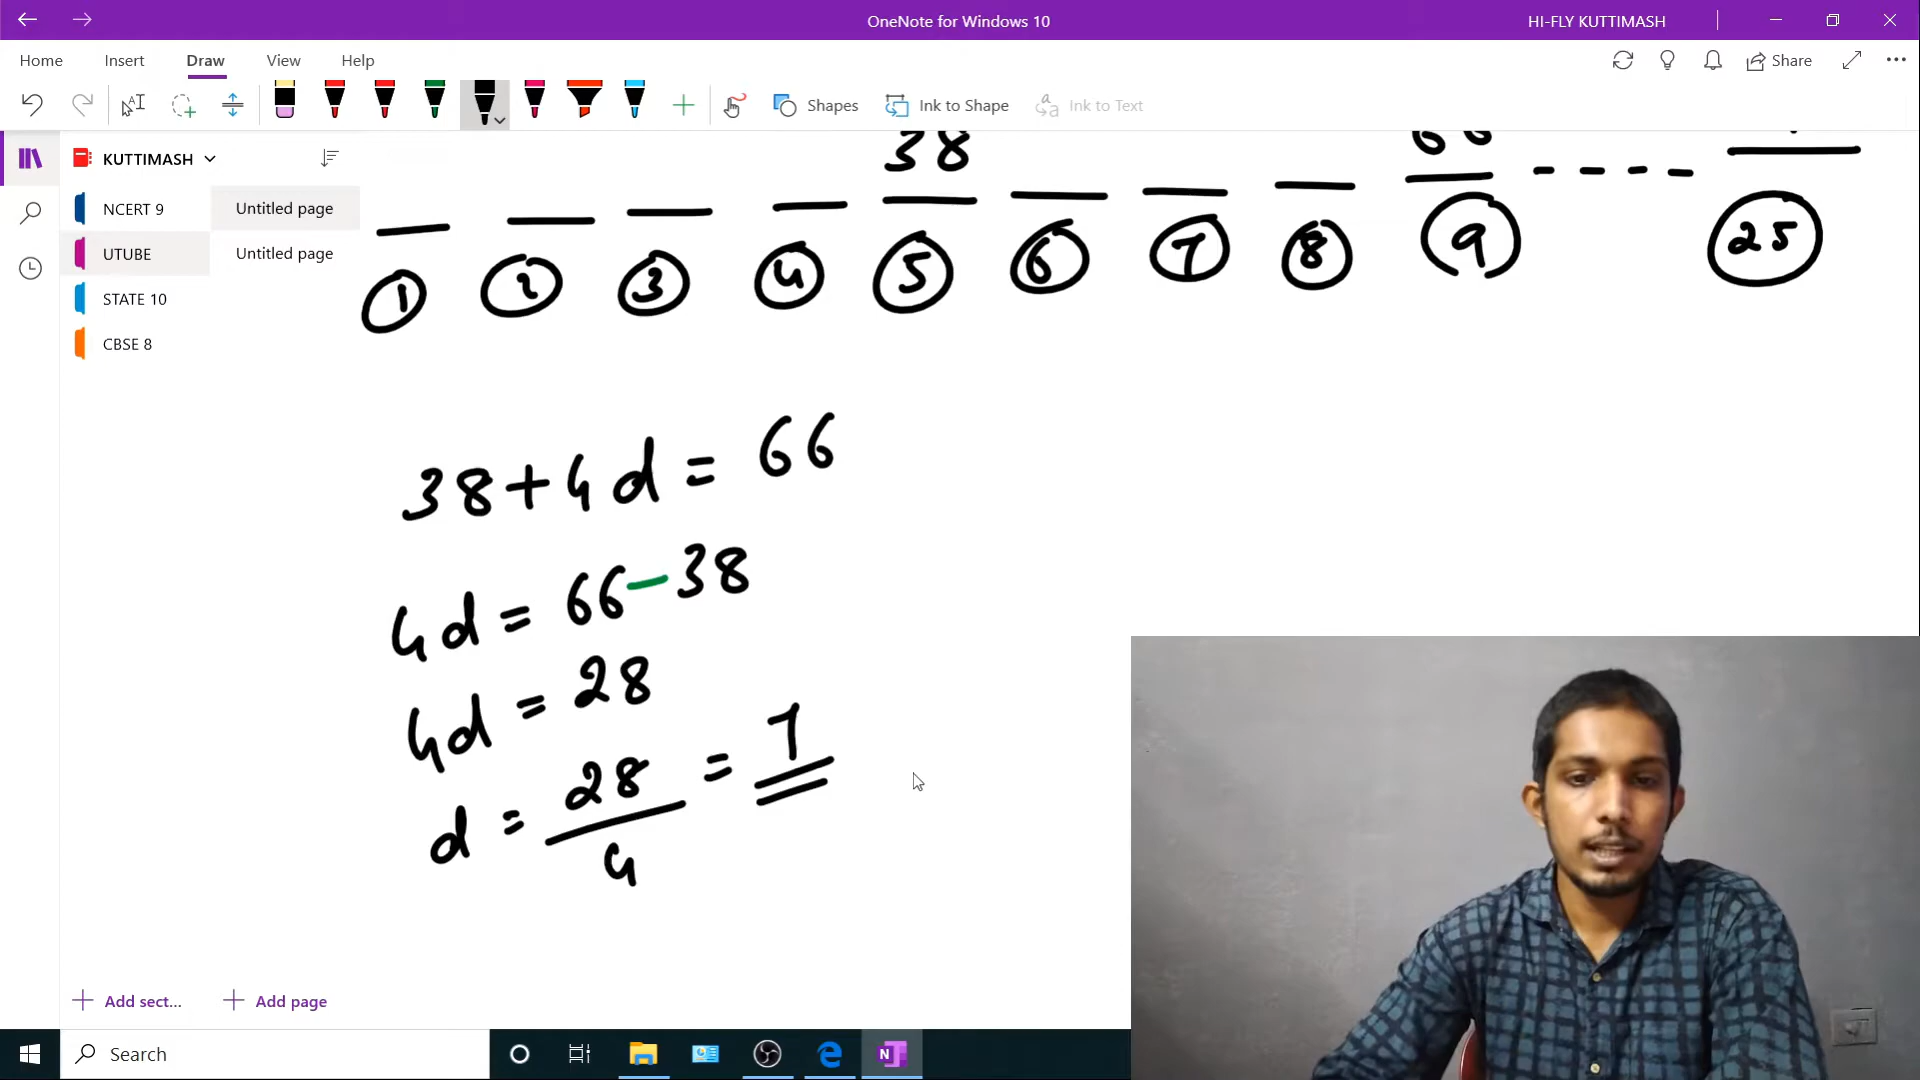 OneNote for Windows 10
HI-FLY KUTTIMASH
Home Insert Draw View Help
Share
Shapes Ink to Shape Ink to Text
KUTTIMASH
NCERT 9
UTUBE
STATE 10
CBSE 8
Untitled page
Untitled page
38 66
1 2 3 4 5 6 7 8 9 25
38+4d = 66
4d = 66-38
4d = 28
d = 28/4 = 7
Add sect... Add page
Search